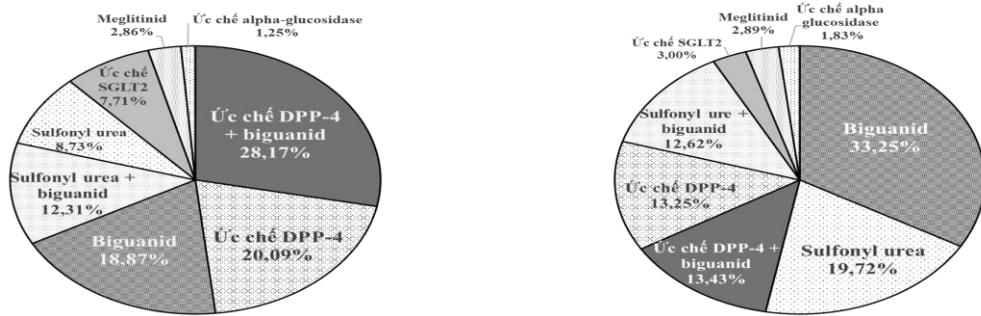 Meglitinid
2,86%
Ức chế alpha-glucosidase
1,25%
Ức chế
SGLT2
7,71%
Sulfonyl urea
8,73%
Sulfonyl urea +
biguanid
12,31%
Biguanid
18,87%
Ức chế DPP-4
+ biguanid
28,17%
Ức chế DPP-4
20,09%
Meglitinid
2,89%
Ức chế alpha
glucosidase
1,83%
Ức chế SGLT2
3,00%
Sulfonyl ure +
biguanid
12,62%
Ức chế DPP-4
13,25%
Ức chế DPP-4 +
biguanid
13,43%
Biguanid
33,25%
Sulfonyl urea
19,72%